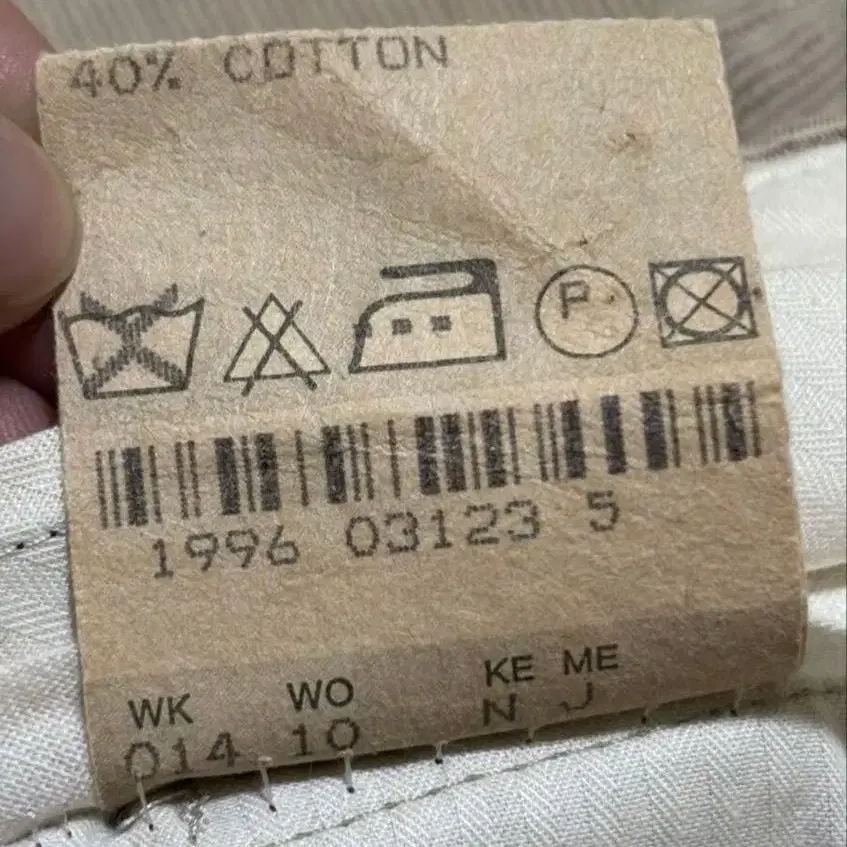 40% COTTON
P
1996 03123 5
WK WO KE ME
014 10 N J